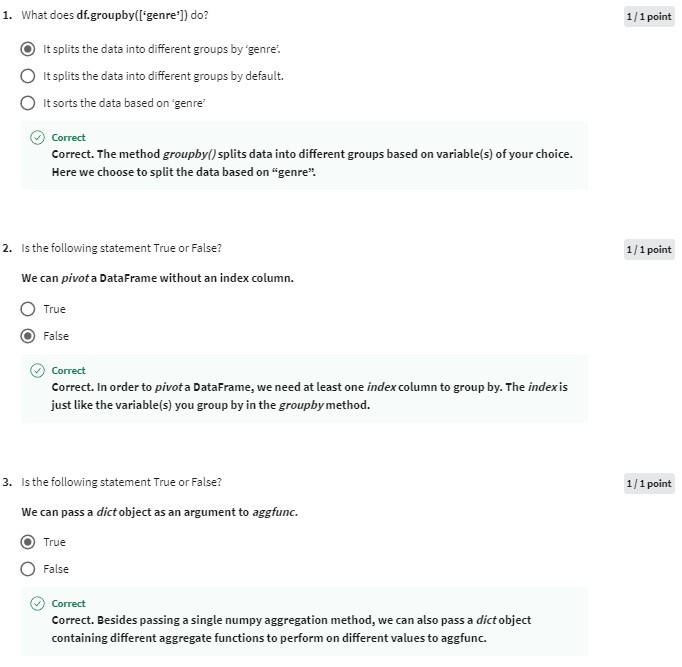 1. What does df.groupby(['genre']) do?
1 / 1 point
It splits the data into different groups by 'genre'.
It splits the data into different groups by default.
It sorts the data based on 'genre'
Correct
Correct. The method groupby() splits data into different groups based on variable(s) of your choice.
Here we choose to split the data based on “genre”.
2. Is the following statement True or False?
1 / 1 point
We can pivot a DataFrame without an index column.
True
False
Correct
Correct. In order to pivot a DataFrame, we need at least one index column to group by. The index is
just like the variable(s) you group by in the groupby method.
3. Is the following statement True or False?
1 / 1 point
We can pass a dict object as an argument to aggfunc.
True
False
Correct
Correct. Besides passing a single numpy aggregation method, we can also pass a dict object
containing different aggregate functions to perform on different values to aggfunc.